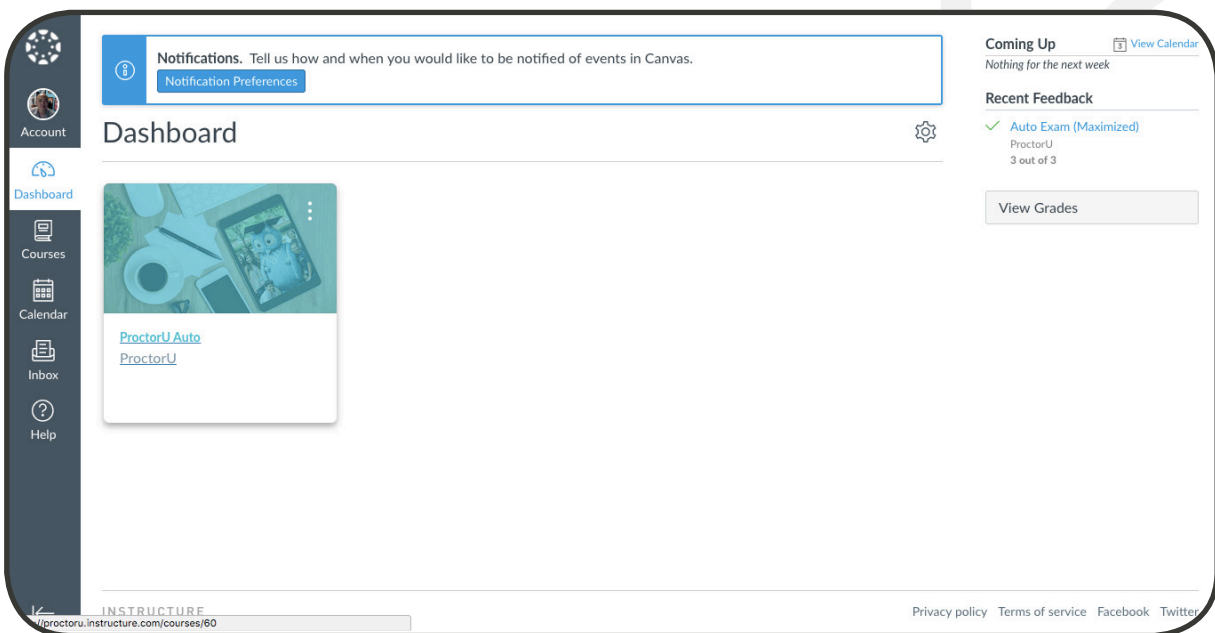 Account
Dashboard
Courses
Calendar
Inbox
Help
Notifications. Tell us how and when you would like to be notified of events in Canvas.
Notification Preferences
Dashboard
ProctorU Auto
ProctorU
Coming Up
3 View Calendar
Nothing for the next week
Recent Feedback
Auto Exam (Maximized)
ProctorU
3 out of 3
View Grades
INSTRUCTURE
Privacy policy Terms of service Facebook Twitter
//proctoru.instructure.com/courses/60